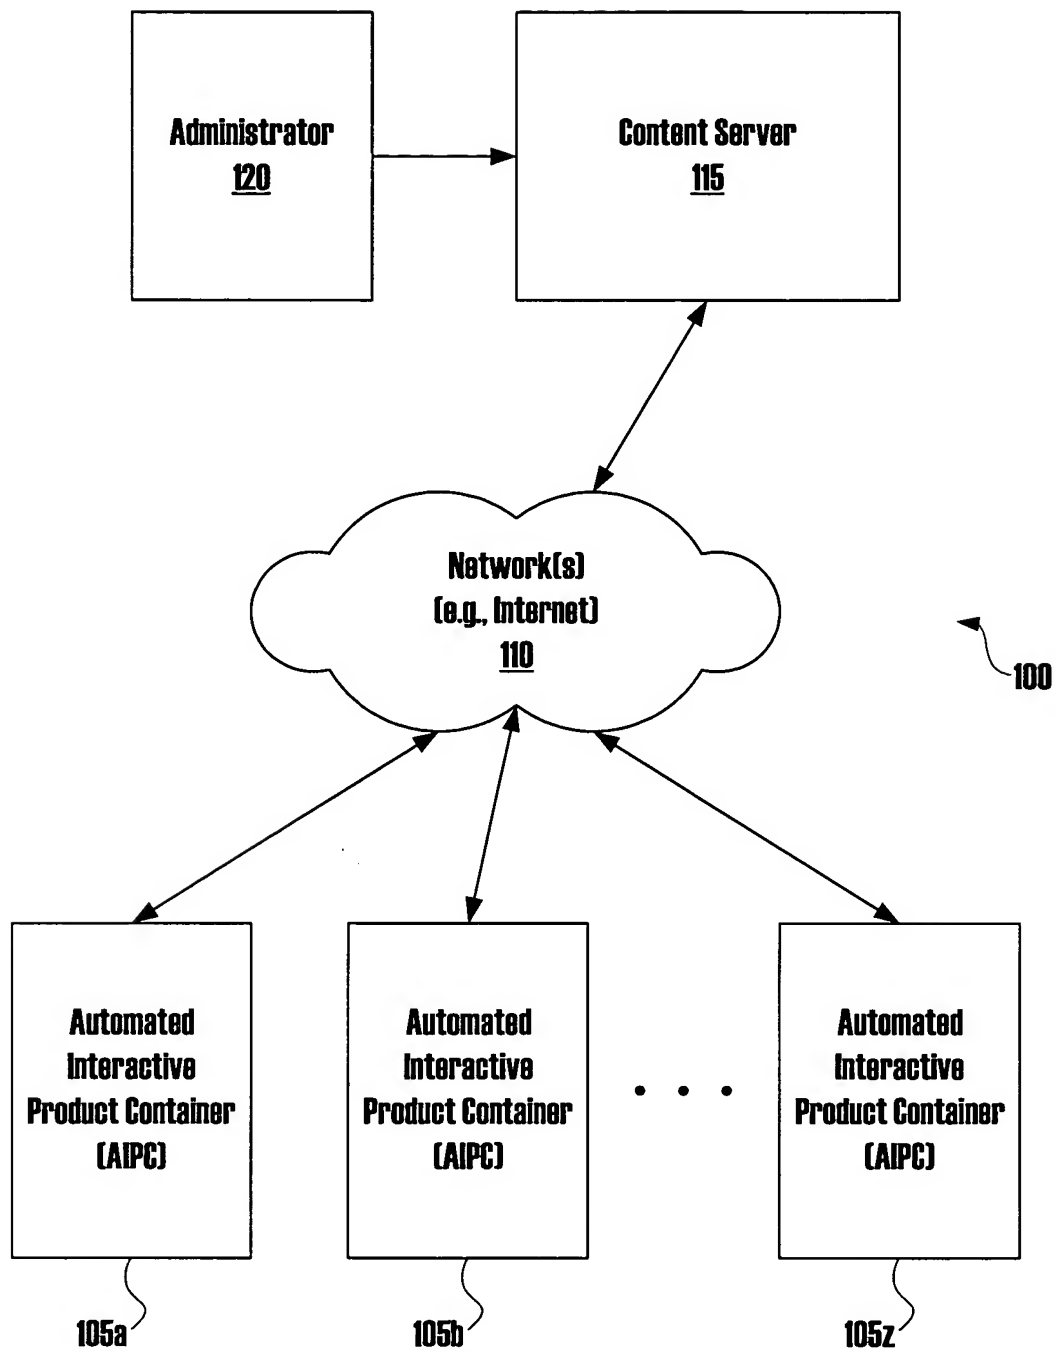 Administrator
120
Content Server
115
Network(s)
(e.g., Internet)
110
100
Automated
Interactive
Product Container
(AIPC)
105a
Automated
Interactive
Product Container
(AIPC)
105b
Automated
Interactive
Product Container
(AIPC)
105z